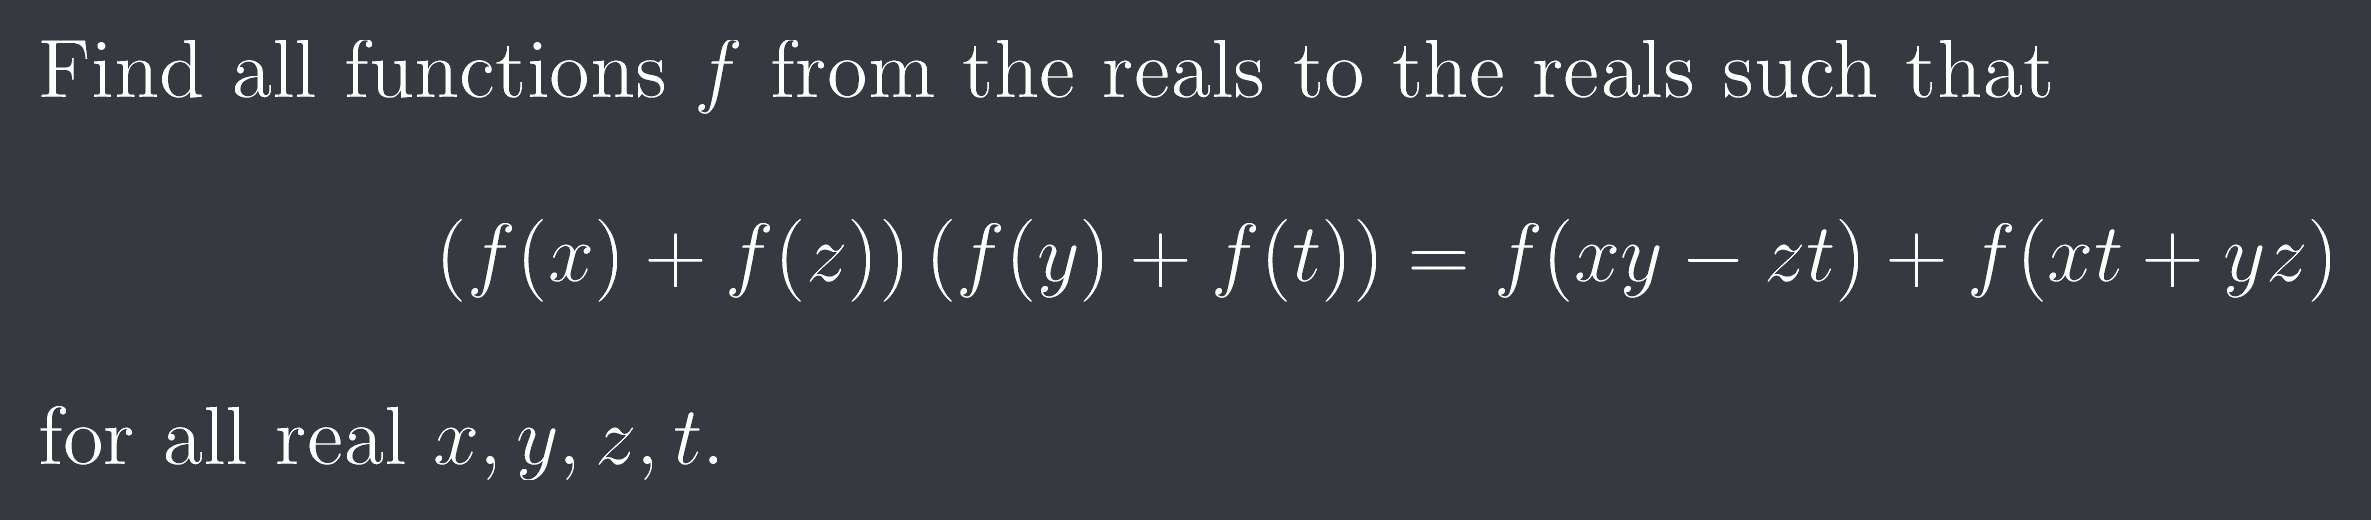 Find all functions f from the reals to the reals such that
(f(x) + f(z)) (f(y) + f(t)) = f(xy − zt) + f(xt + yz)
for all real x, y, z, t.